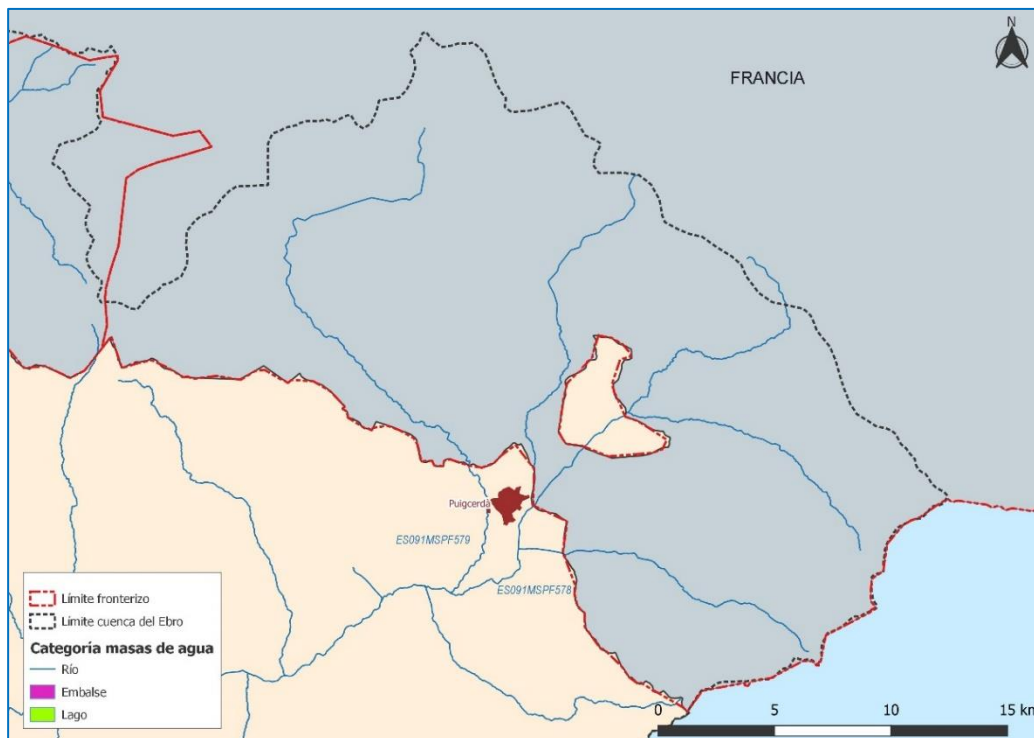 N
FRANCIA
Puigcerdà
ES091MSPF579
ES091MSPF578
Límite fronterizo
Límite cuenca del Ebro
Categoría masas de agua
Río
Embalse
Lago
0 5 10 15 km